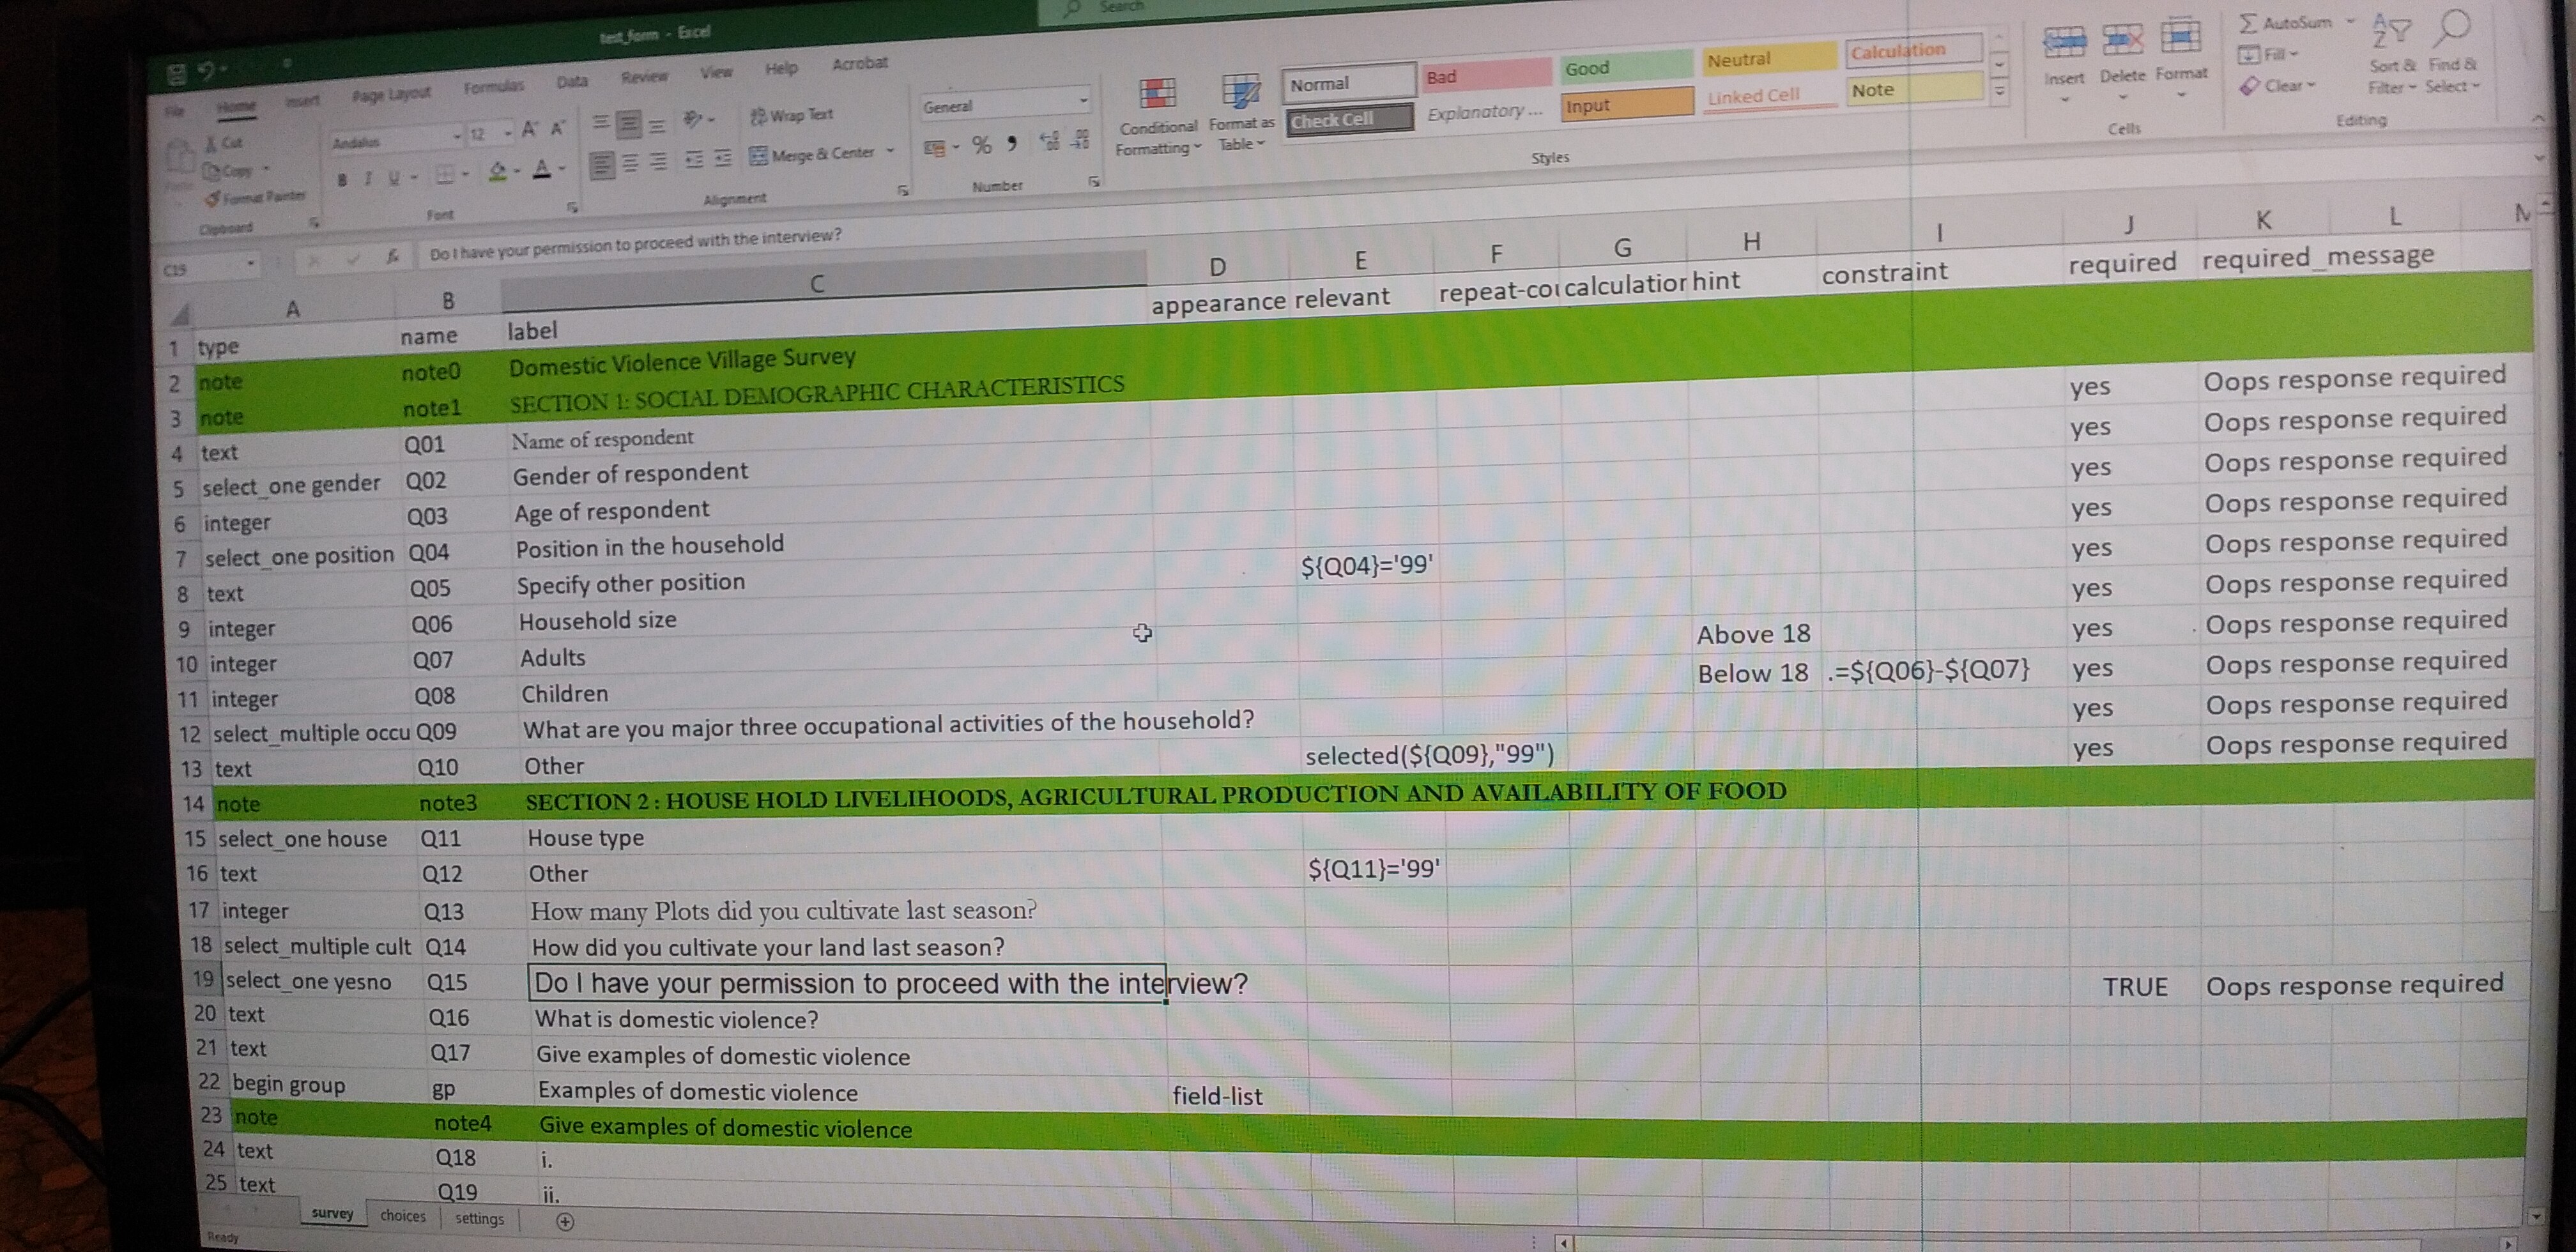 Search
test_form - Excel
File Home Insert Page Layout Formulas Data Review View Help Acrobat
Cut
Copy
Format Painter
Clipboard
Andalus 12
B I U
Font
Wrap Text
Merge & Center
Alignment
General
% ,
Number
Conditional Formatting
Format as Table
Normal Bad Good Neutral Calculation
Check Cell Explanatory ... Input Linked Cell Note
Styles
Insert Delete Format
Cells
AutoSum
Fill
Clear
Sort & Filter
Find & Select
Editing
C15 fx Do I have your permission to proceed with the interview?
A B C D E F G H I J K L
1 type name label appearance relevant repeat-cou calculation hint constraint required required_message
2 note note0 Domestic Violence Village Survey
3 note note1 SECTION 1: SOCIAL DEMOGRAPHIC CHARACTERISTICS
4 text Q01 Name of respondent yes Oops response required
5 select_one gender Q02 Gender of respondent yes Oops response required
6 integer Q03 Age of respondent yes Oops response required
7 select_one position Q04 Position in the household yes Oops response required
8 text Q05 Specify other position ${Q04}='99' yes Oops response required
9 integer Q06 Household size yes Oops response required
10 integer Q07 Adults Above 18 yes Oops response required
11 integer Q08 Children Below 18 .=${Q06}-${Q07} yes Oops response required
12 select_multiple occu Q09 What are you major three occupational activities of the household? yes Oops response required
13 text Q10 Other selected(${Q09},"99") yes Oops response required
14 note note3 SECTION 2 : HOUSE HOLD LIVELIHOODS, AGRICULTURAL PRODUCTION AND AVAILABILITY OF FOOD
15 select_one house Q11 House type
16 text Q12 Other ${Q11}='99'
17 integer Q13 How many Plots did you cultivate last season?
18 select_multiple cult Q14 How did you cultivate your land last season?
19 select_one yesno Q15 Do I have your permission to proceed with the interview? TRUE Oops response required
20 text Q16 What is domestic violence?
21 text Q17 Give examples of domestic violence
22 begin group gp Examples of domestic violence field-list
23 note note4 Give examples of domestic violence
24 text Q18 i.
25 text Q19 ii.
survey choices settings
Ready